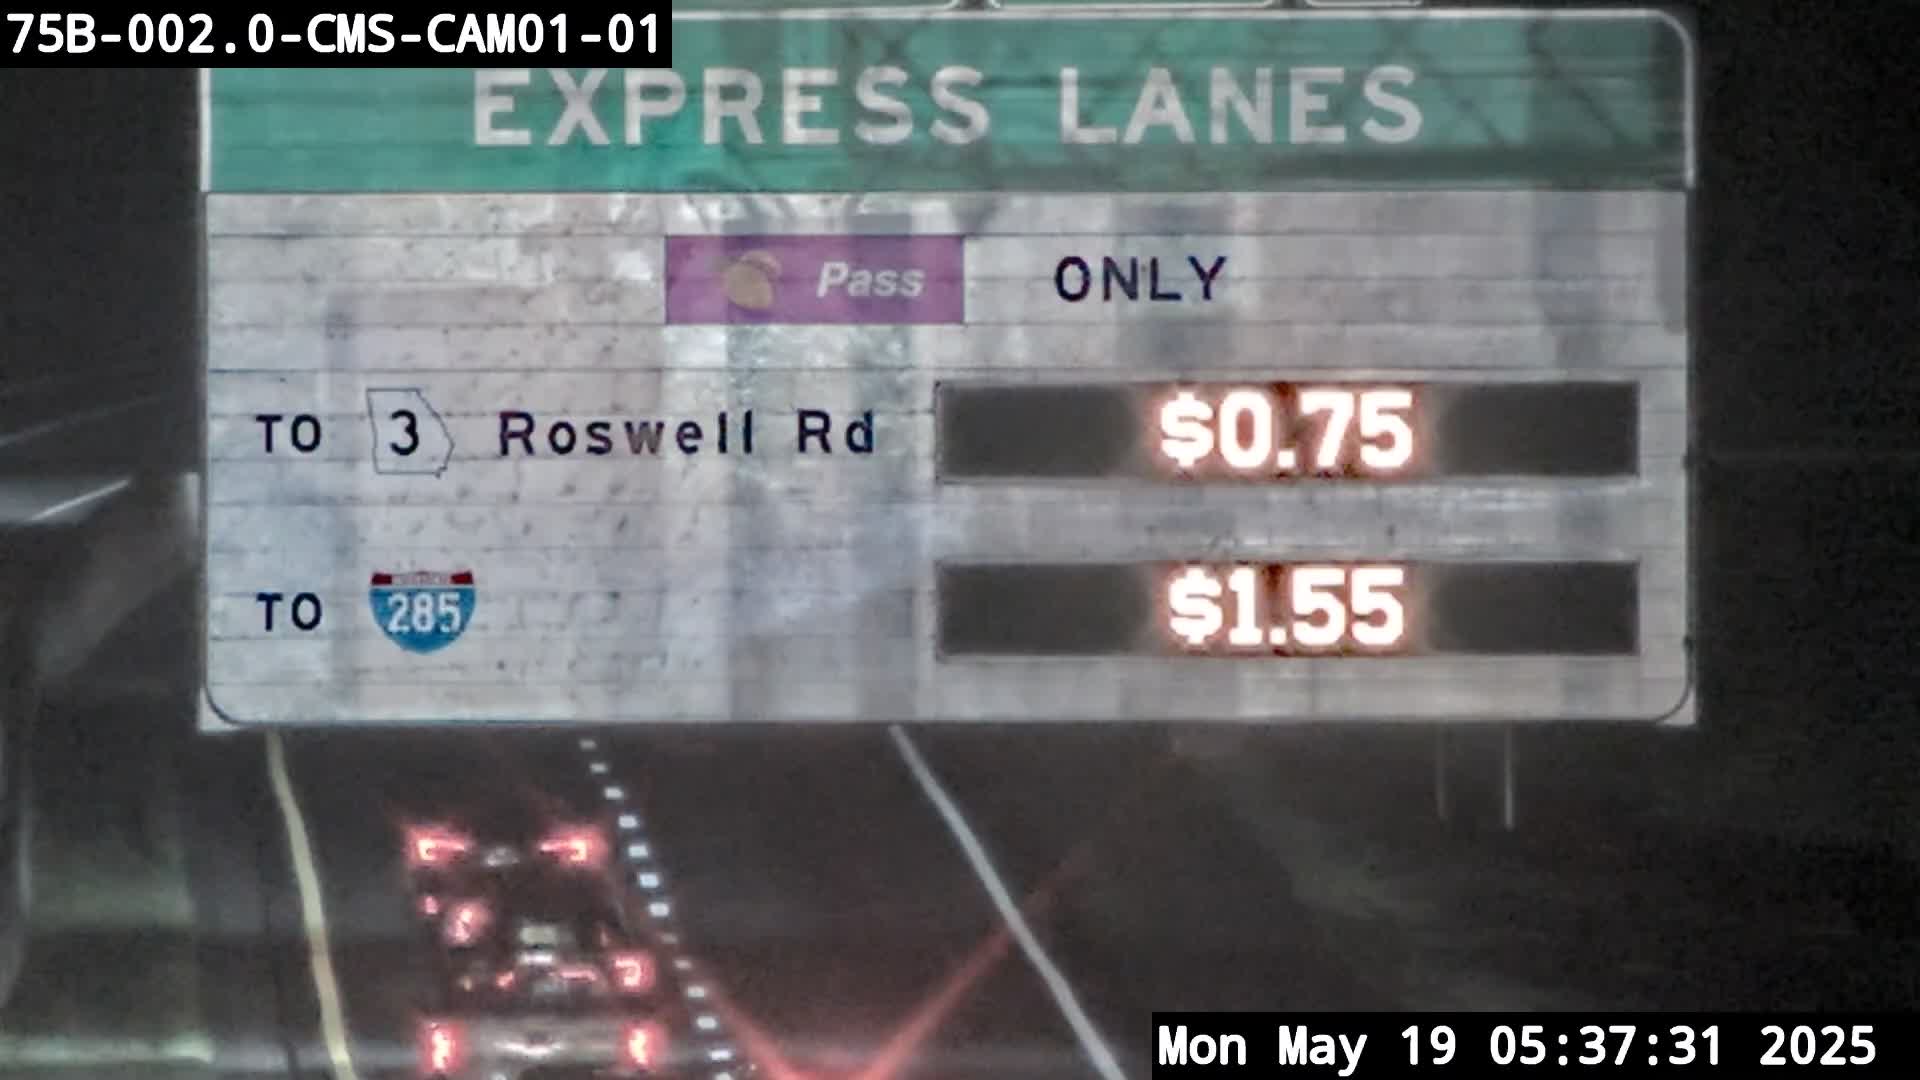 75B-002.0-CMS-CAM01-01
EXPRESS LANES
Pass ONLY
TO 3 Roswell Rd $0.75
TO 285 $1.55
Mon May 19 05:37:31 2025